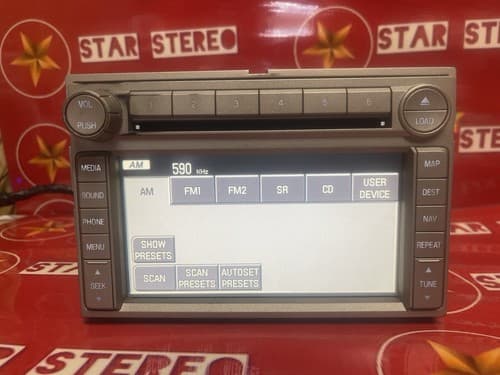 STAR STEREO
STAR STEREO
VOL
PUSH
1 2 3 4 5 6
LOAD
MEDIA
SOUND
PHONE
MENU
SEEK
AM 590 KHz
AM FM1 FM2 SR CD USER DEVICE
SHOW PRESETS
SCAN SCAN PRESETS AUTOSET PRESETS
MAP
DEST
NAV
REPEAT
TUNE
STEREO
STAR